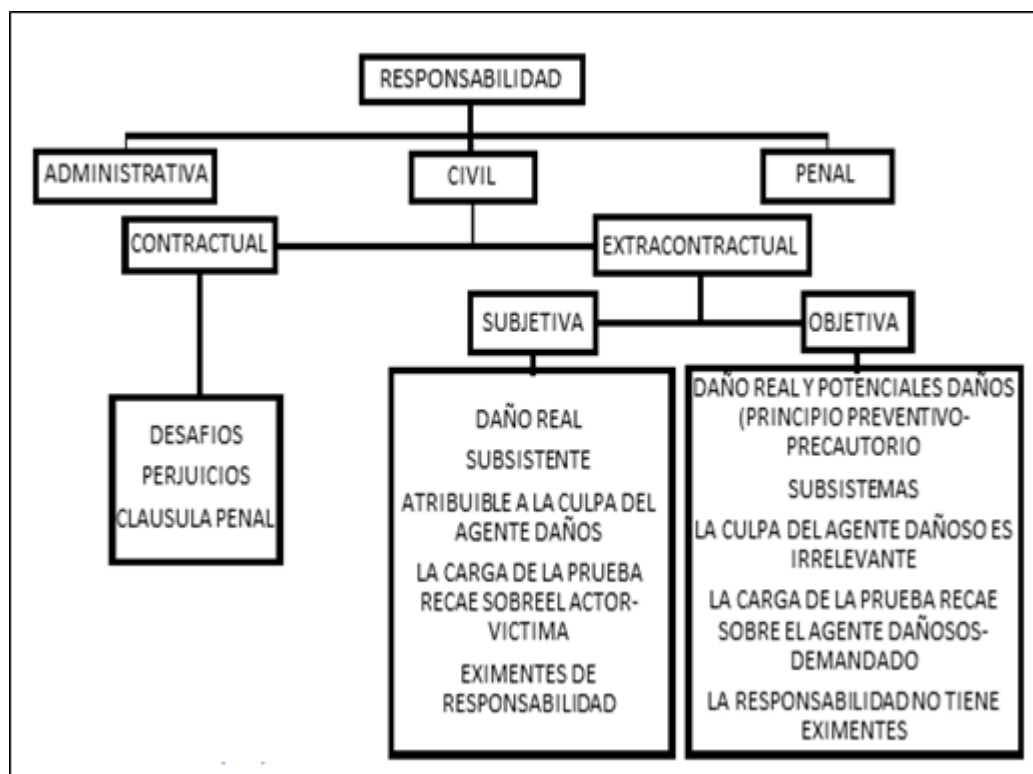 RESPONSABILIDAD
ADMINISTRATIVA
CIVIL
PENAL
CONTRACTUAL
EXTRACONTRACTUAL
SUBJETIVA
OBJETIVA
DESAFIOS
PERJUICIOS
CLAUSULA PENAL
DAÑO REAL
SUBSISTENTE
ATRIBUIBLE A LA CULPA DEL
AGENTE DAÑOS
LA CARGA DE LA PRUEBA
RECAE SOBREEL ACTOR-
VICTIMA
EXIMENTES DE
RESPONSABILIDAD
DAÑO REAL Y POTENCIALES DAÑOS
(PRINCIPIO PREVENTIVO-
PRECAUTORIO
SUBSISTEMAS
LA CULPA DEL AGENTE DAÑOSO ES
IRRELEVANTE
LA CARGA DE LA PRUEBA RECAE
SOBRE EL AGENTE DAÑOSOS-
DEMANDADO
LA RESPONSABILIDAD NO TIENE
EXIMENTES